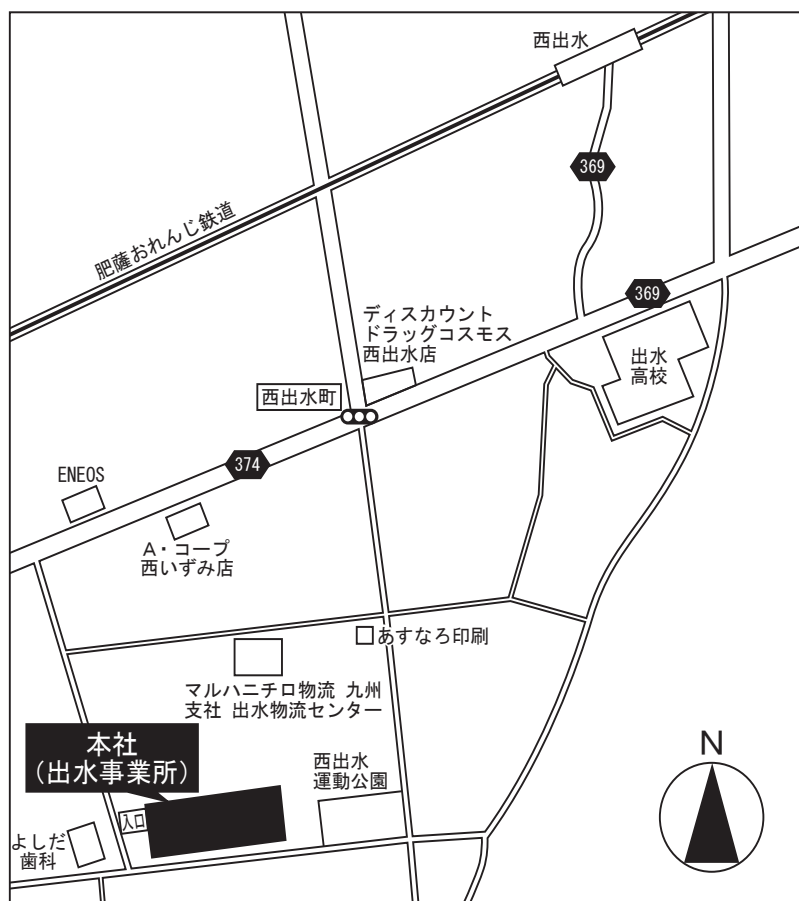 西出水
369
肥薩おれんじ鉄道
369
ディスカウント
ドラッグコスモス
西出水店
出水
高校
西出水町
374
ENEOS
A・コープ
西いずみ店
あすなろ印刷
マルハニチロ物流 九州
支社 出水物流センター
本社
(出水事業所)
西出水
運動公園
N
入口
よしだ
歯科